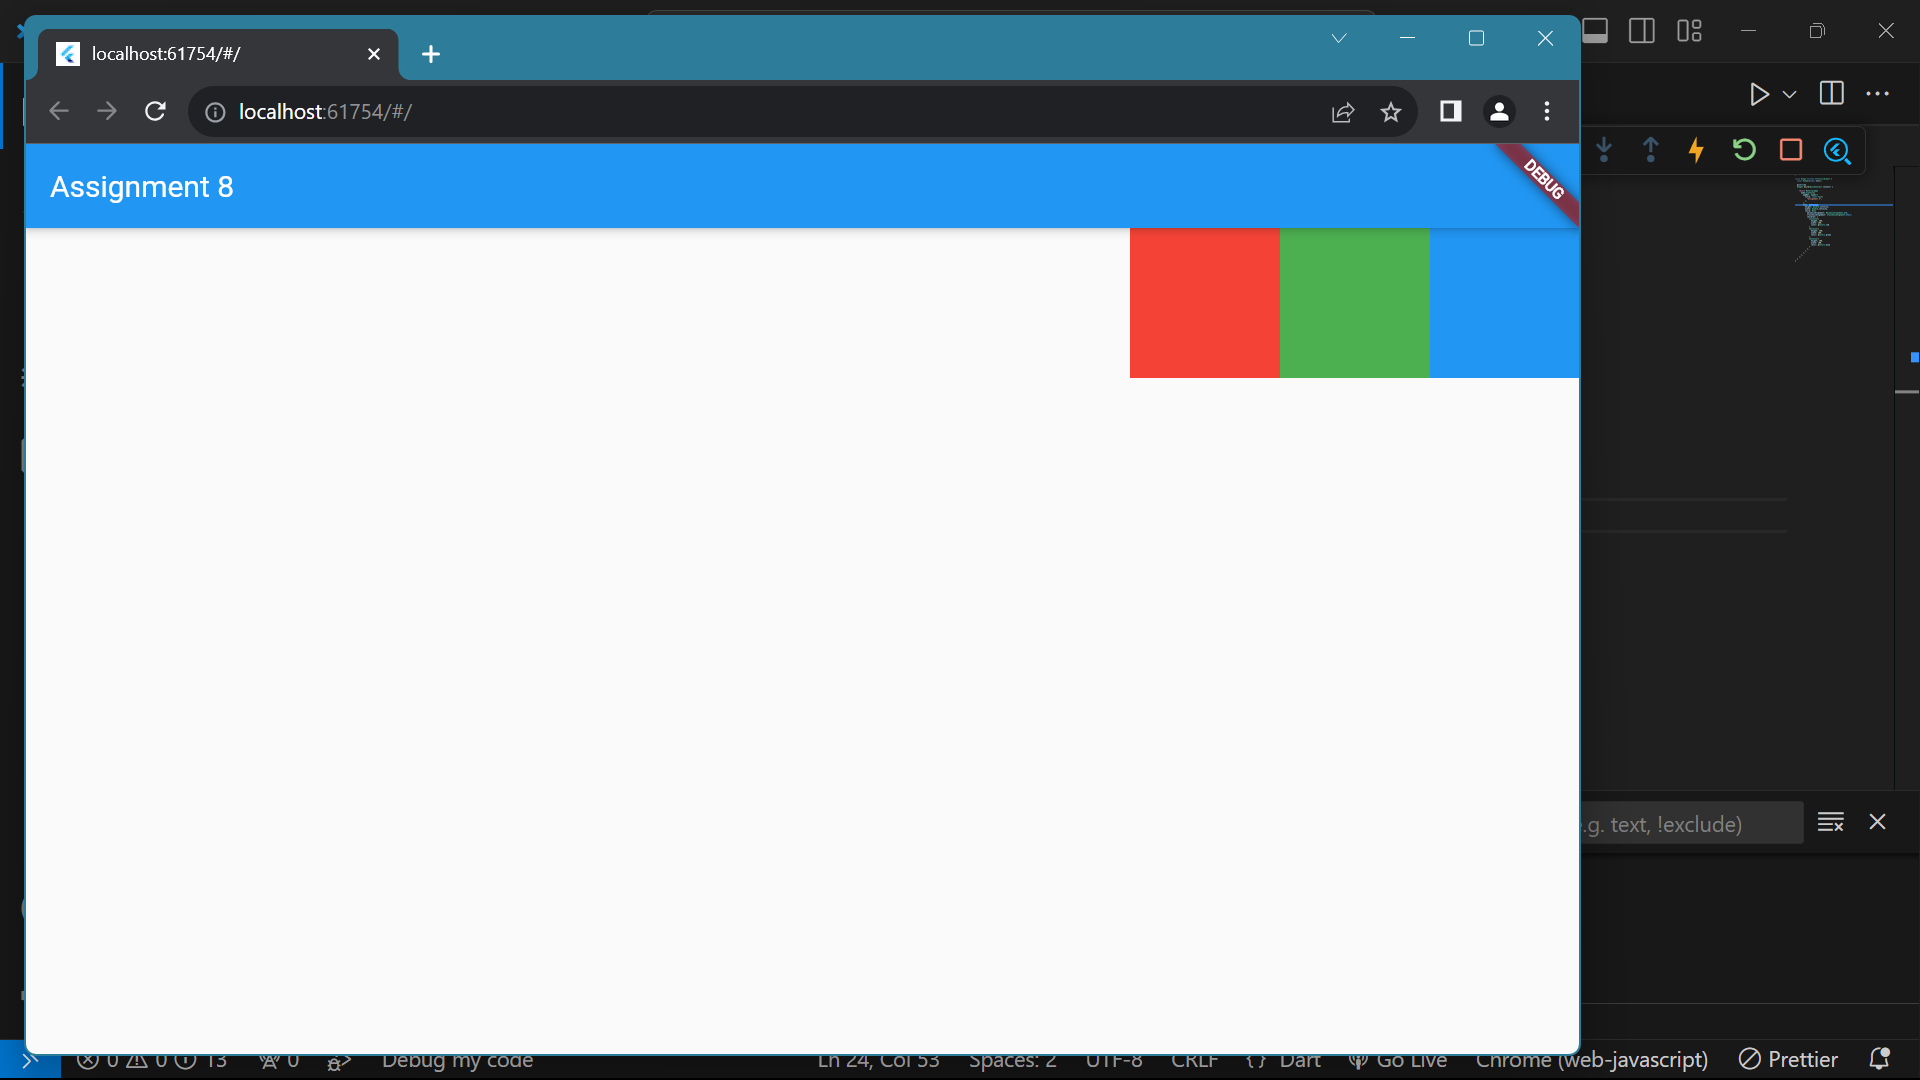 localhost:61754/#/
localhost:61754/#/
Assignment 8
DEBUG
.g. text, !exclude)
0 0 13 0 Debug my code Ln 24, Col 53 Spaces: 2 UTF-8 CRLF {} Dart Go Live Chrome (web-javascript) Prettier